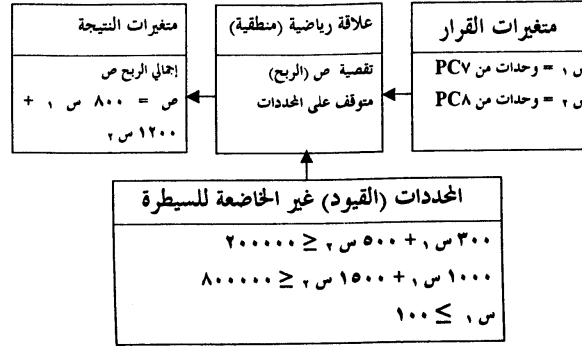 متغيرات القرار
س ١ = وحدات من PC٧
س ٢ = وحدات من PC٨
علاقة رياضية (منطقية)
تقصية ص (الربح)
متوقف على المحددات
متغيرات النتيجة
إجمالي الربح ص
ص = ٨٠٠ س ١ +
١٢٠٠ س ٢
المحددات (القيود) غير الخاضعة للسيطرة
٣٠٠ س ١ + ٥٠٠ س ٢ ≤ ٢٠٠٠٠٠
١٠٠٠ س ١ + ١٥٠٠ س ٢ ≤ ٨٠٠٠٠٠
س ١ ≥ ١٠٠